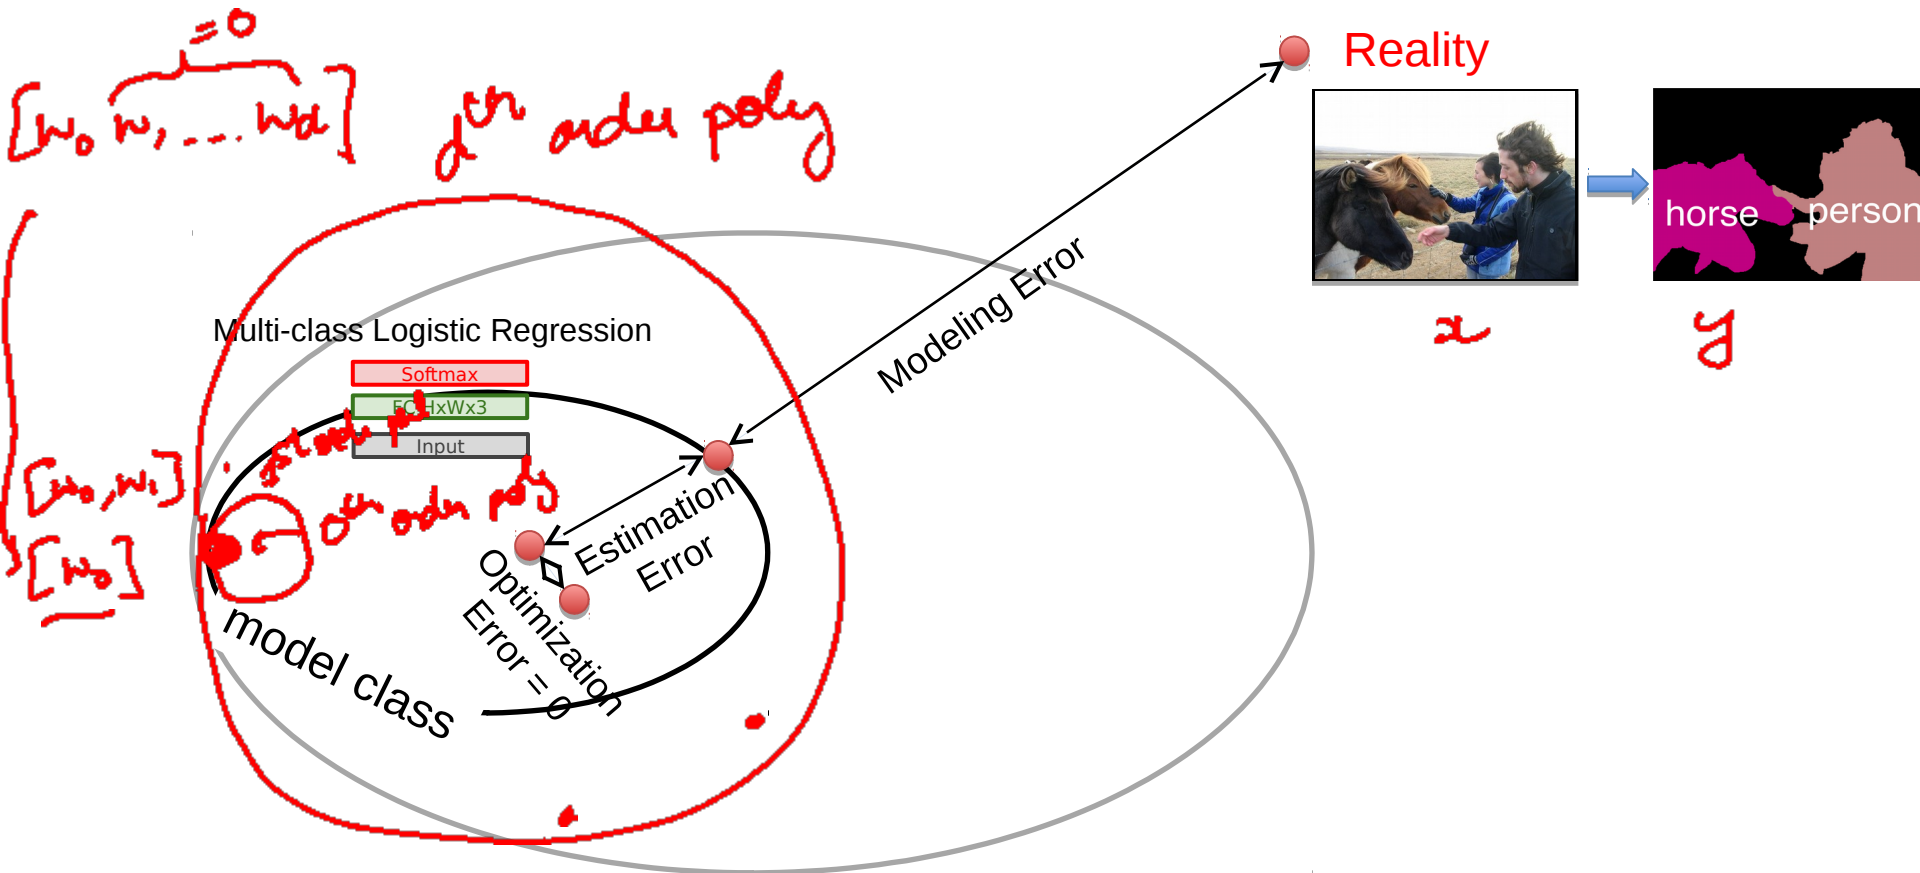 = 0
[w₀ w₁ ... wd] dth order poly
Reality
horse
person
x
y
Modeling Error
Multi-class Logistic Regression
Softmax
FC HxWx3
Input
1st order pol
[w₀, w₁]
0th order poly
[w₀]
Estimation
Error
Optimization
Error = 0
model class